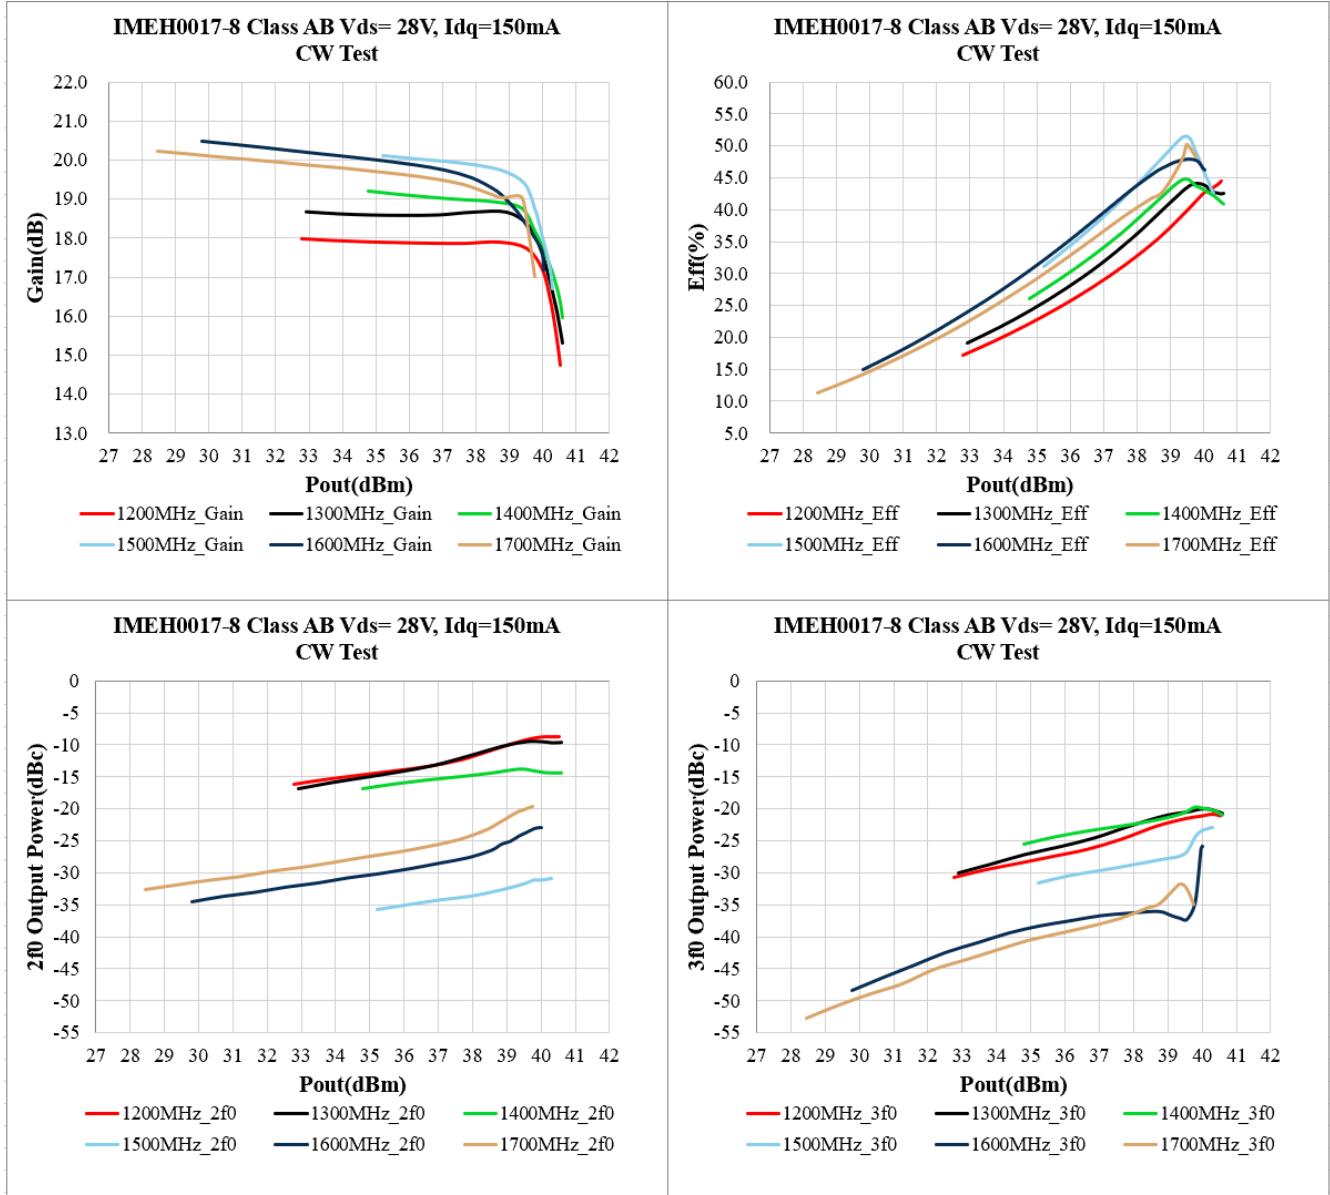 IMEH0017-8 Class AB Vds= 28V, Idq=150mA
CW Test
Gain(dB)
22.0
21.0
20.0
19.0
18.0
17.0
16.0
15.0
14.0
13.0
27 28 29 30 31 32 33 34 35 36 37 38 39 40 41 42
Pout(dBm)
1200MHz_Gain 1300MHz_Gain 1400MHz_Gain
1500MHz_Gain 1600MHz_Gain 1700MHz_Gain
IMEH0017-8 Class AB Vds= 28V, Idq=150mA
CW Test
Eff(%)
60.0
55.0
50.0
45.0
40.0
35.0
30.0
25.0
20.0
15.0
10.0
5.0
27 28 29 30 31 32 33 34 35 36 37 38 39 40 41 42
Pout(dBm)
1200MHz_Eff 1300MHz_Eff 1400MHz_Eff
1500MHz_Eff 1600MHz_Eff 1700MHz_Eff
IMEH0017-8 Class AB Vds= 28V, Idq=150mA
CW Test
2f0 Output Power(dBc)
0
-5
-10
-15
-20
-25
-30
-35
-40
-45
-50
-55
27 28 29 30 31 32 33 34 35 36 37 38 39 40 41 42
Pout(dBm)
1200MHz_2f0 1300MHz_2f0 1400MHz_2f0
1500MHz_2f0 1600MHz_2f0 1700MHz_2f0
IMEH0017-8 Class AB Vds= 28V, Idq=150mA
CW Test
3f0 Output Power(dBc)
0
-5
-10
-15
-20
-25
-30
-35
-40
-45
-50
-55
27 28 29 30 31 32 33 34 35 36 37 38 39 40 41 42
Pout(dBm)
1200MHz_3f0 1300MHz_3f0 1400MHz_3f0
1500MHz_3f0 1600MHz_3f0 1700MHz_3f0